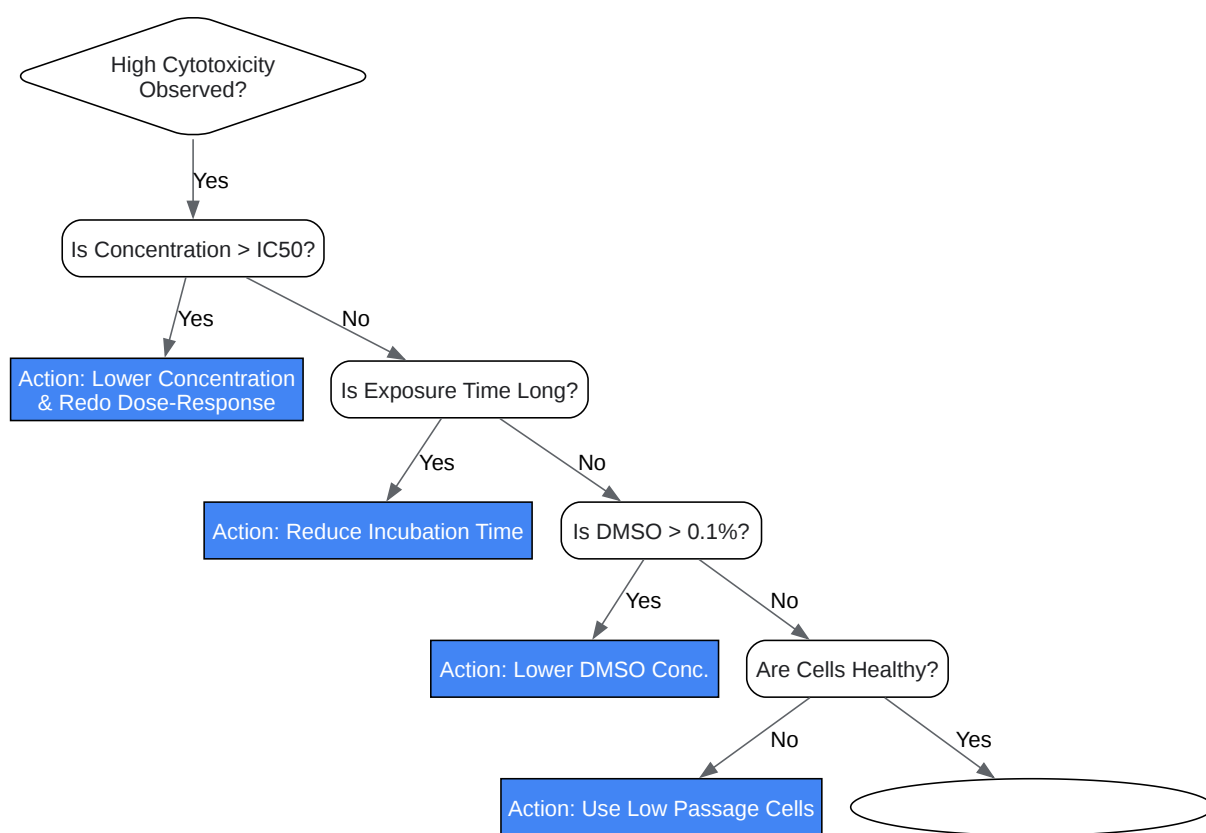 High Cytotoxicity
Observed?
Yes
Is Concentration > IC50?
Yes
No
Action: Lower Concentration
& Redo Dose-Response
Is Exposure Time Long?
Yes
No
Action: Reduce Incubation Time
Is DMSO > 0.1%?
Yes
No
Action: Lower DMSO Conc.
Are Cells Healthy?
No
Yes
Action: Use Low Passage Cells